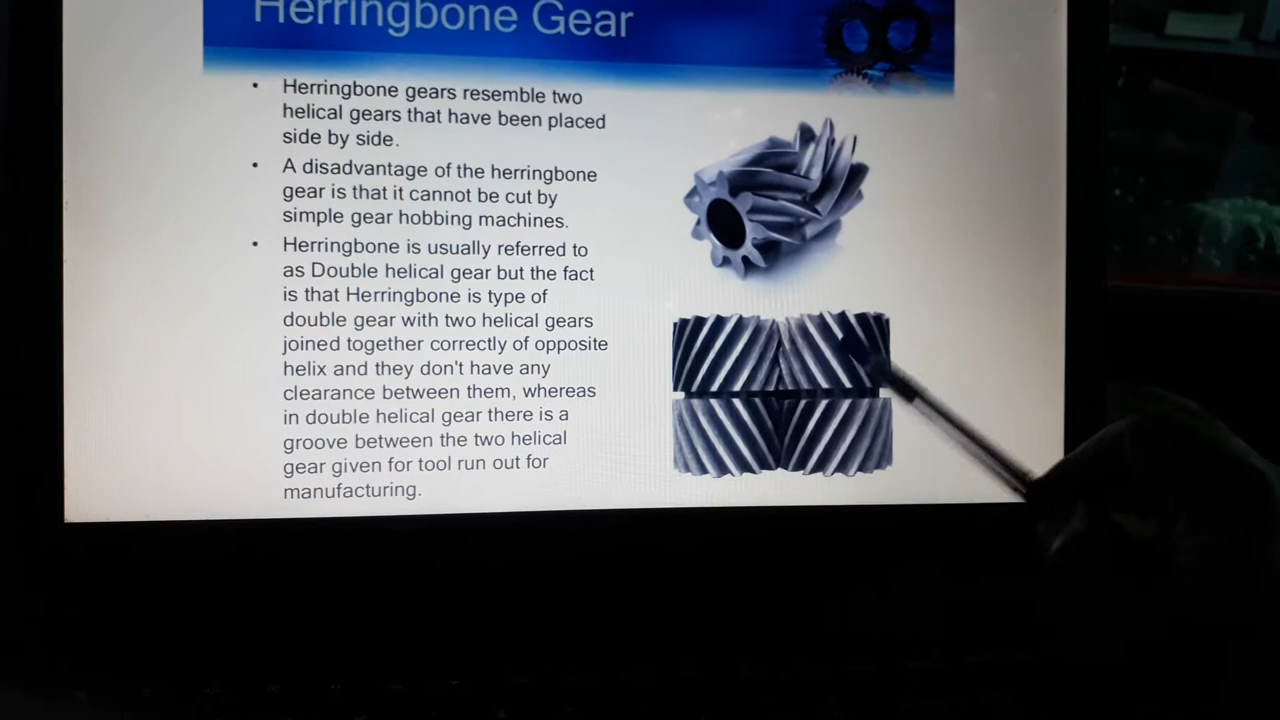 Herringbone Gear
• Herringbone gears resemble two
helical gears that have been placed
side by side.
• A disadvantage of the herringbone
gear is that it cannot be cut by
simple gear hobbing machines.
• Herringbone is usually referred to
as Double helical gear but the fact
is that Herringbone is type of
double gear with two helical gears
joined together correctly of opposite
helix and they don't have any
clearance between them, whereas
in double helical gear there is a
groove between the two helical
gear given for tool run out for
manufacturing.